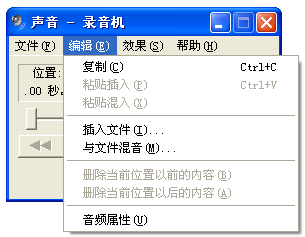 声音 - 录音机
文件(F) 编辑(E) 效果(S) 帮助(H)
位置:
.00 秒
复制(C) Ctrl+C
粘贴插入(P) Ctrl+V
粘贴混入(X)
插入文件(I)...
与文件混音(M)...
删除当前位置以前的内容(B)
删除当前位置以后的内容(A)
音频属性(U)